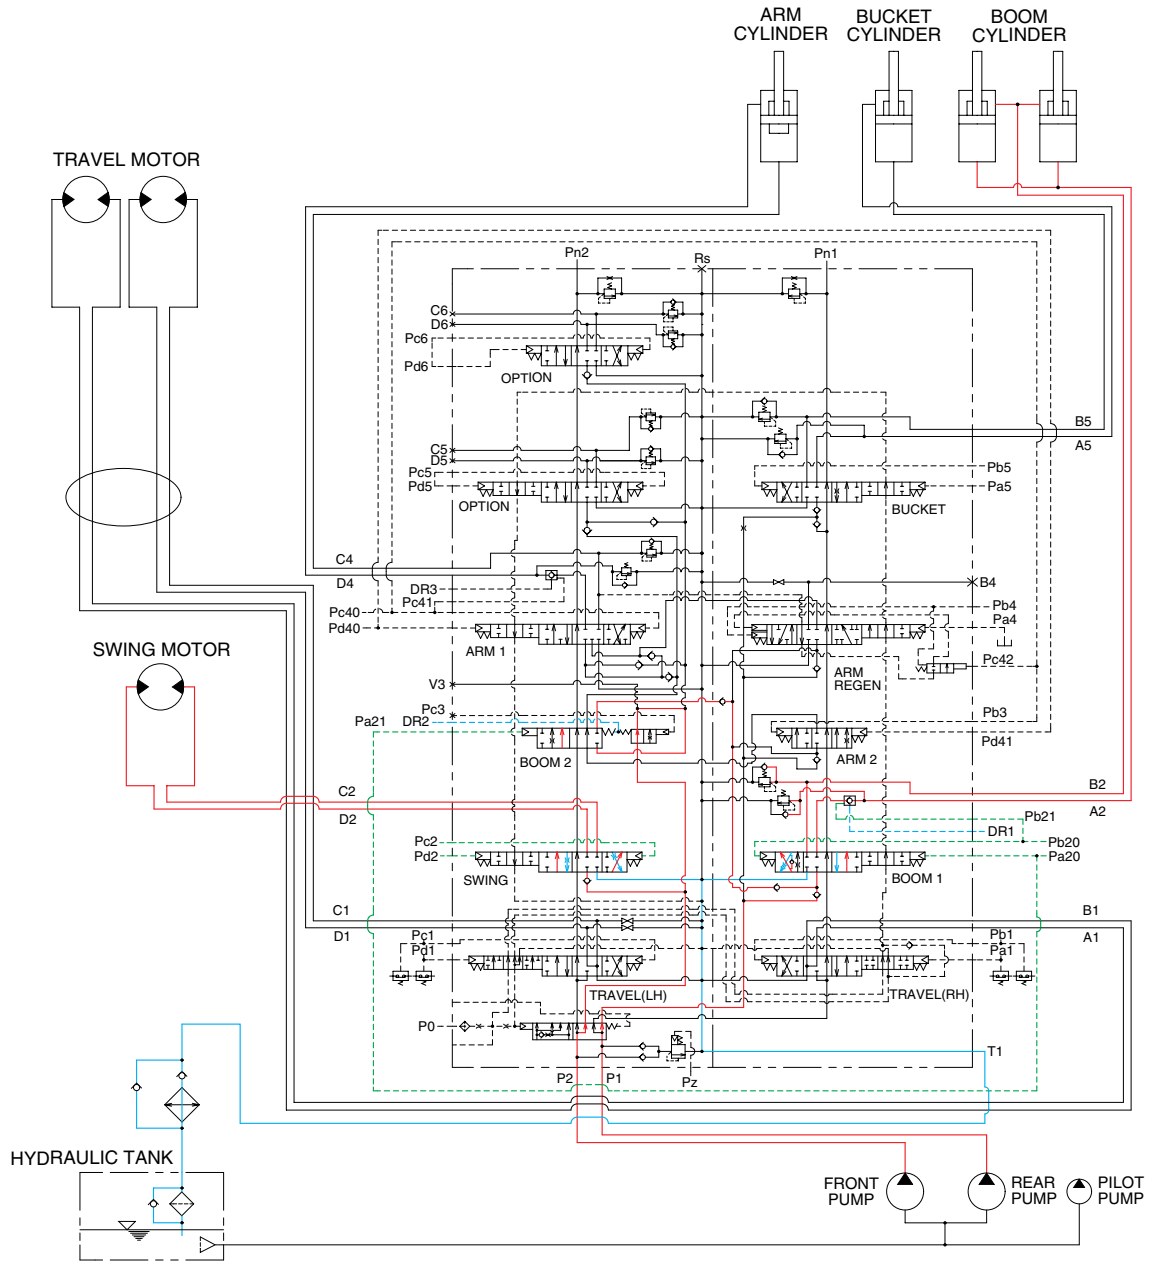 ARM
CYLINDER
BUCKET
CYLINDER
BOOM
CYLINDER
TRAVEL MOTOR
Pn2
Rs
Pn1
C6
D6
Pc6
Pd6
OPTION
B5
A5
C5
D5
Pc5
Pd5
OPTION
Pb5
Pa5
BUCKET
C4
D4
DR3
Pc41
B4
Pc40
Pd40
ARM 1
Pb4
Pa4
Pc42
ARM
REGEN
SWING MOTOR
V3
Pc3
Pa21
DR2
BOOM 2
Pb3
Pd41
ARM 2
C2
D2
B2
A2
Pb21
DR1
Pc2
Pd2
SWING
Pb20
Pa20
BOOM 1
C1
D1
B1
A1
Pc1
Pd1
TRAVEL(LH)
Pb1
Pa1
TRAVEL(RH)
P0
T1
P2
P1
Pz
HYDRAULIC TANK
FRONT
PUMP
REAR
PUMP
PILOT
PUMP